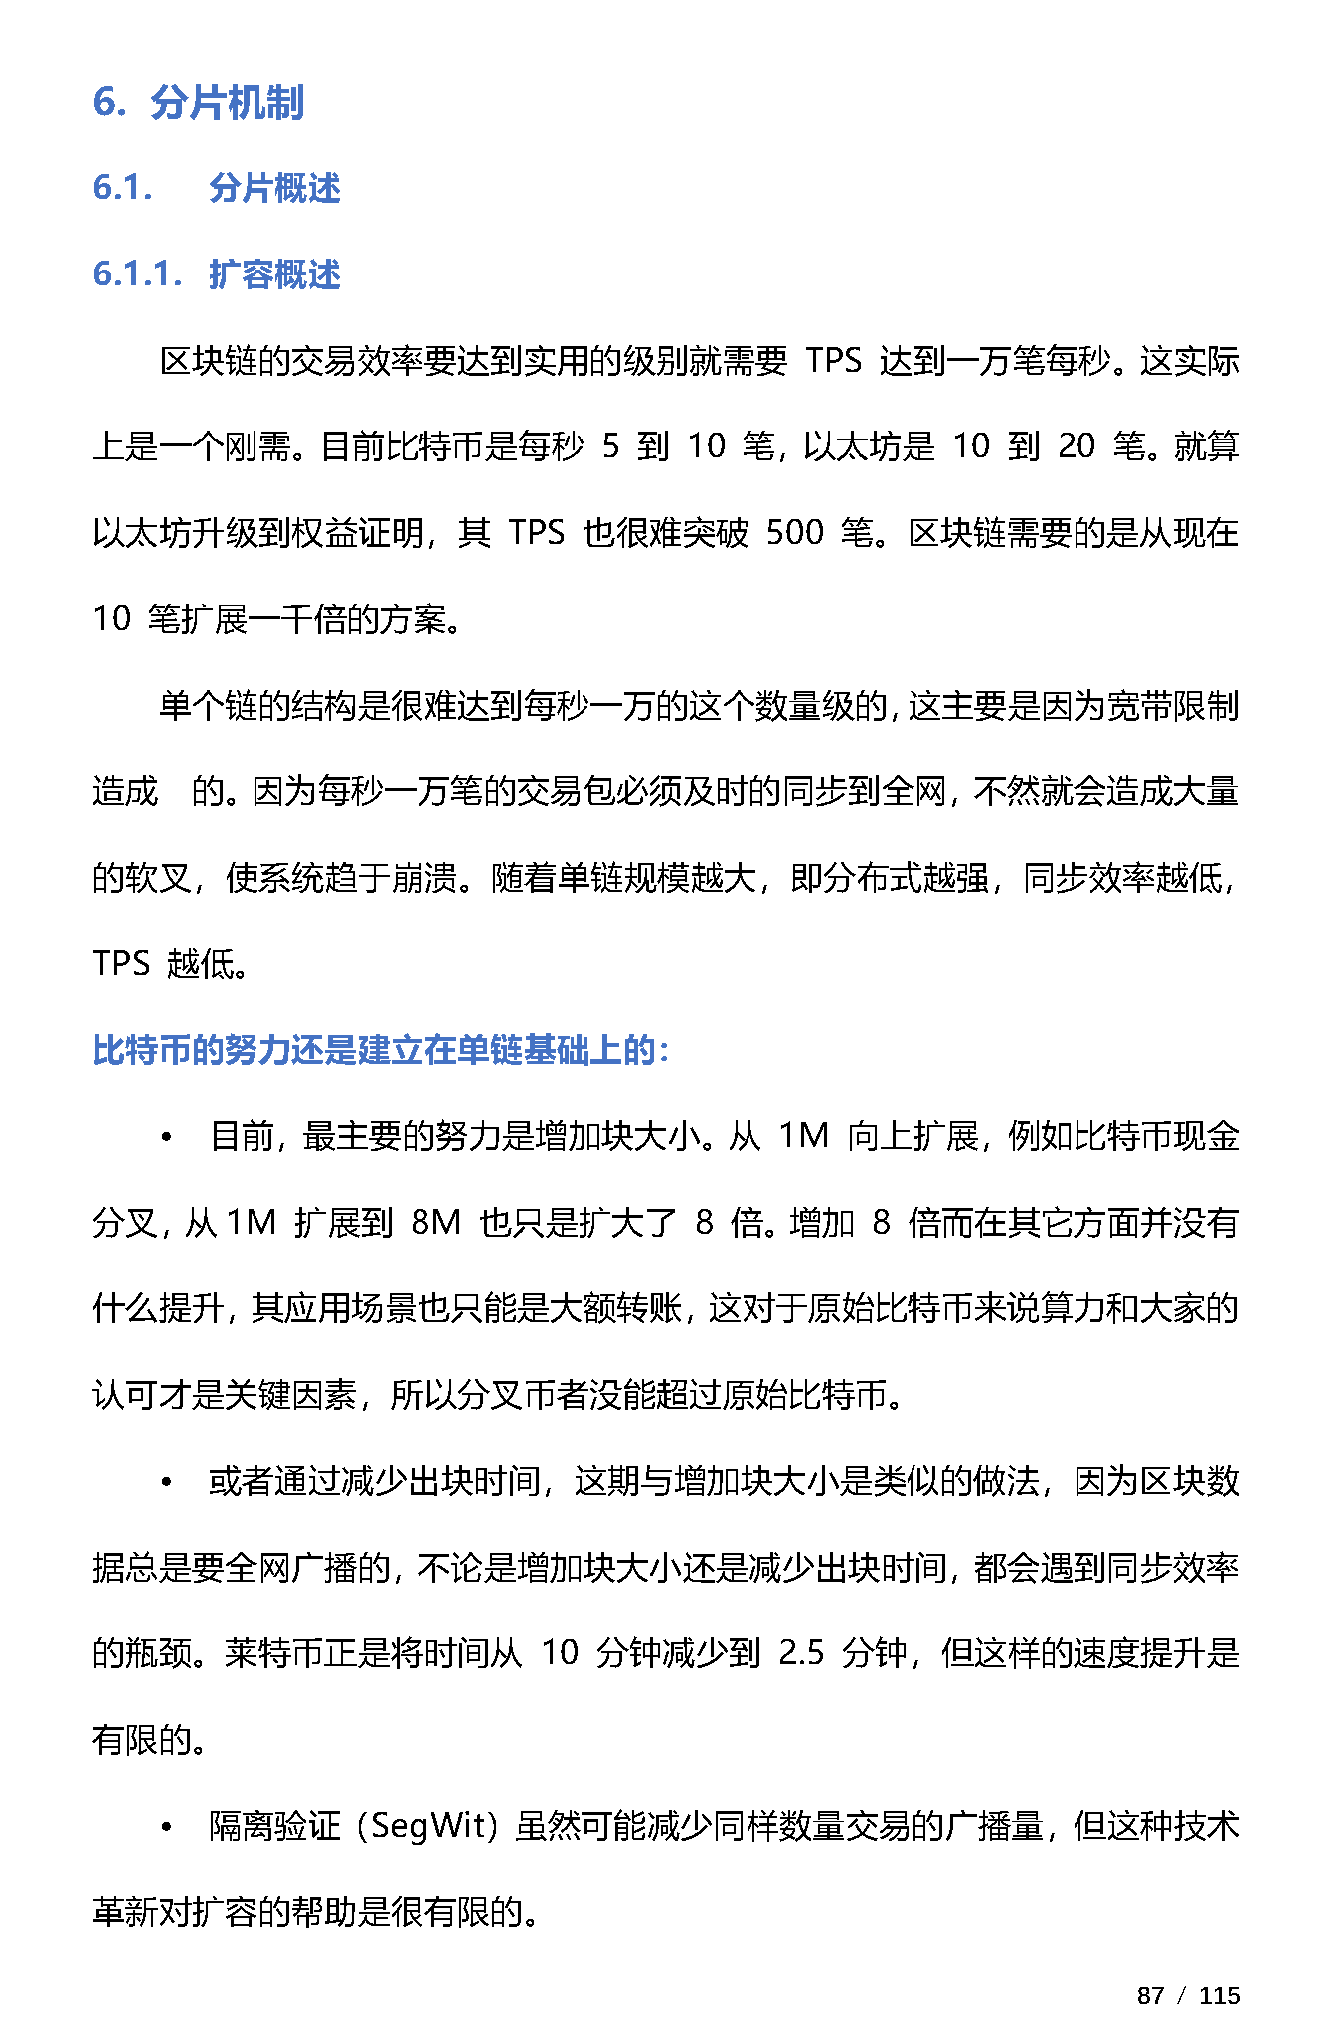 6. 分片机制
6.1. 分片概述
6.1.1. 扩容概述
区块链的交易效率要达到实用的级别就需要 TPS 达到一万笔每秒。这实际
上是一个刚需。目前比特币是每秒 5 到 10 笔，以太坊是 10 到 20 笔。就算
以太坊升级到权益证明，其 TPS 也很难突破 500 笔。区块链需要的是从现在
10 笔扩展一千倍的方案。
单个链的结构是很难达到每秒一万的这个数量级的，这主要是因为宽带限制
造成 的。因为每秒一万笔的交易包必须及时的同步到全网，不然就会造成大量
的软叉，使系统趋于崩溃。随着单链规模越大，即分布式越强，同步效率越低，
TPS 越低。
比特币的努力还是建立在单链基础上的：
• 目前，最主要的努力是增加块大小。从 1M 向上扩展，例如比特币现金
分叉，从 1M 扩展到 8M 也只是扩大了 8 倍。增加 8 倍而在其它方面并没有
什么提升，其应用场景也只能是大额转账，这对于原始比特币来说算力和大家的
认可才是关键因素，所以分叉币者没能超过原始比特币。
• 或者通过减少出块时间，这期与增加块大小是类似的做法，因为区块数
据总是要全网广播的，不论是增加块大小还是减少出块时间，都会遇到同步效率
的瓶颈。莱特币正是将时间从 10 分钟减少到 2.5 分钟，但这样的速度提升是
有限的。
• 隔离验证（SegWit）虽然可能减少同样数量交易的广播量，但这种技术
革新对扩容的帮助是很有限的。
87 / 115